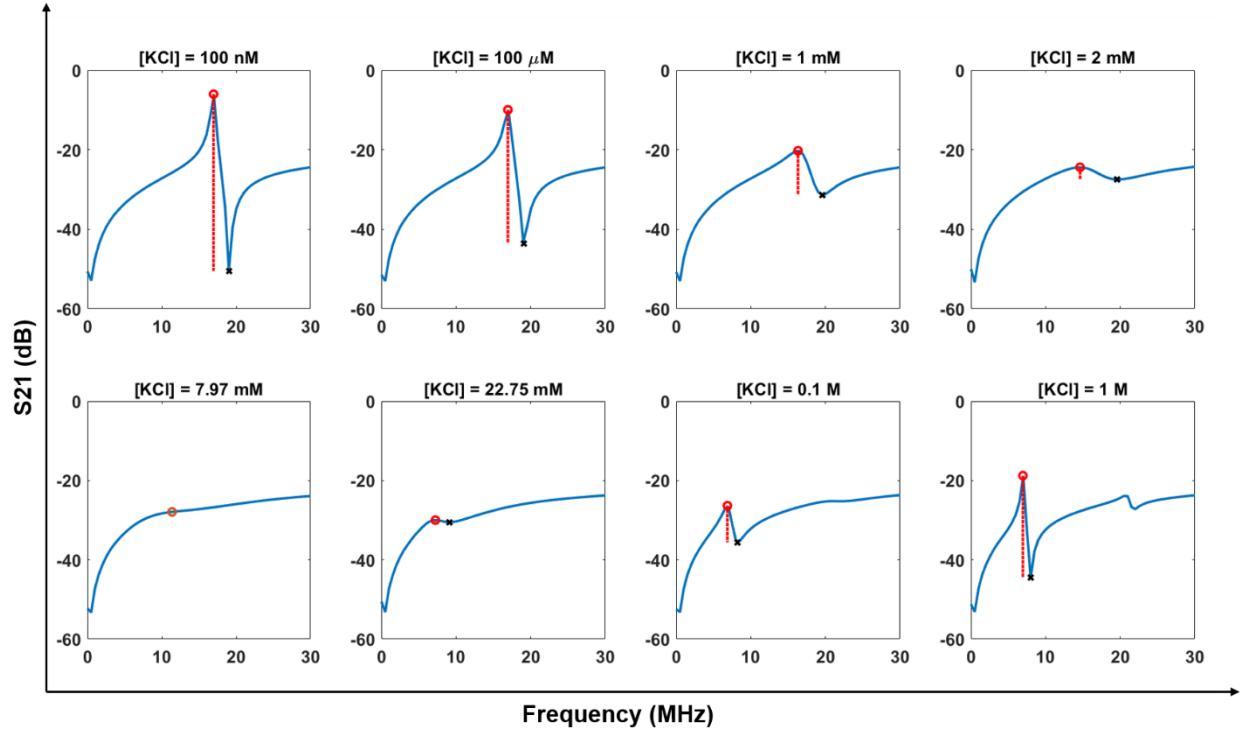 S21 (dB)
[KCl] = 100 nM
0
-20
-40
-60
0 10 20 30
[KCl] = 100 μM
0
-20
-40
-60
0 10 20 30
[KCl] = 1 mM
0
-20
-40
-60
0 10 20 30
[KCl] = 2 mM
0
-20
-40
-60
0 10 20 30
[KCl] = 7.97 mM
0
-20
-40
-60
0 10 20 30
[KCl] = 22.75 mM
0
-20
-40
-60
0 10 20 30
[KCl] = 0.1 M
0
-20
-40
-60
0 10 20 30
[KCl] = 1 M
0
-20
-40
-60
0 10 20 30
Frequency (MHz)